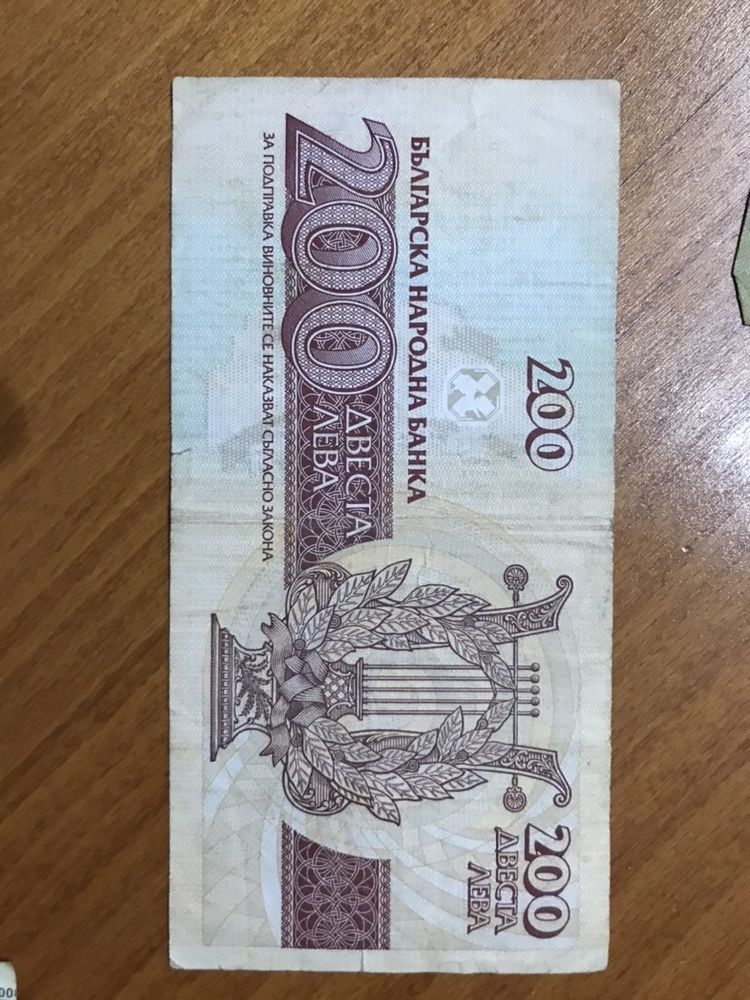 БЪЛГАРСКА НАРОДНА БАНКА
200
ДВЕСТА
ЛЕВА
ЗА ПОДПРАВКА ВИНОВНИТЕ СЕ НАКАЗВАТ СЪГЛАСНО ЗАКОНА
200
200
ДВЕСТА
ЛЕВА